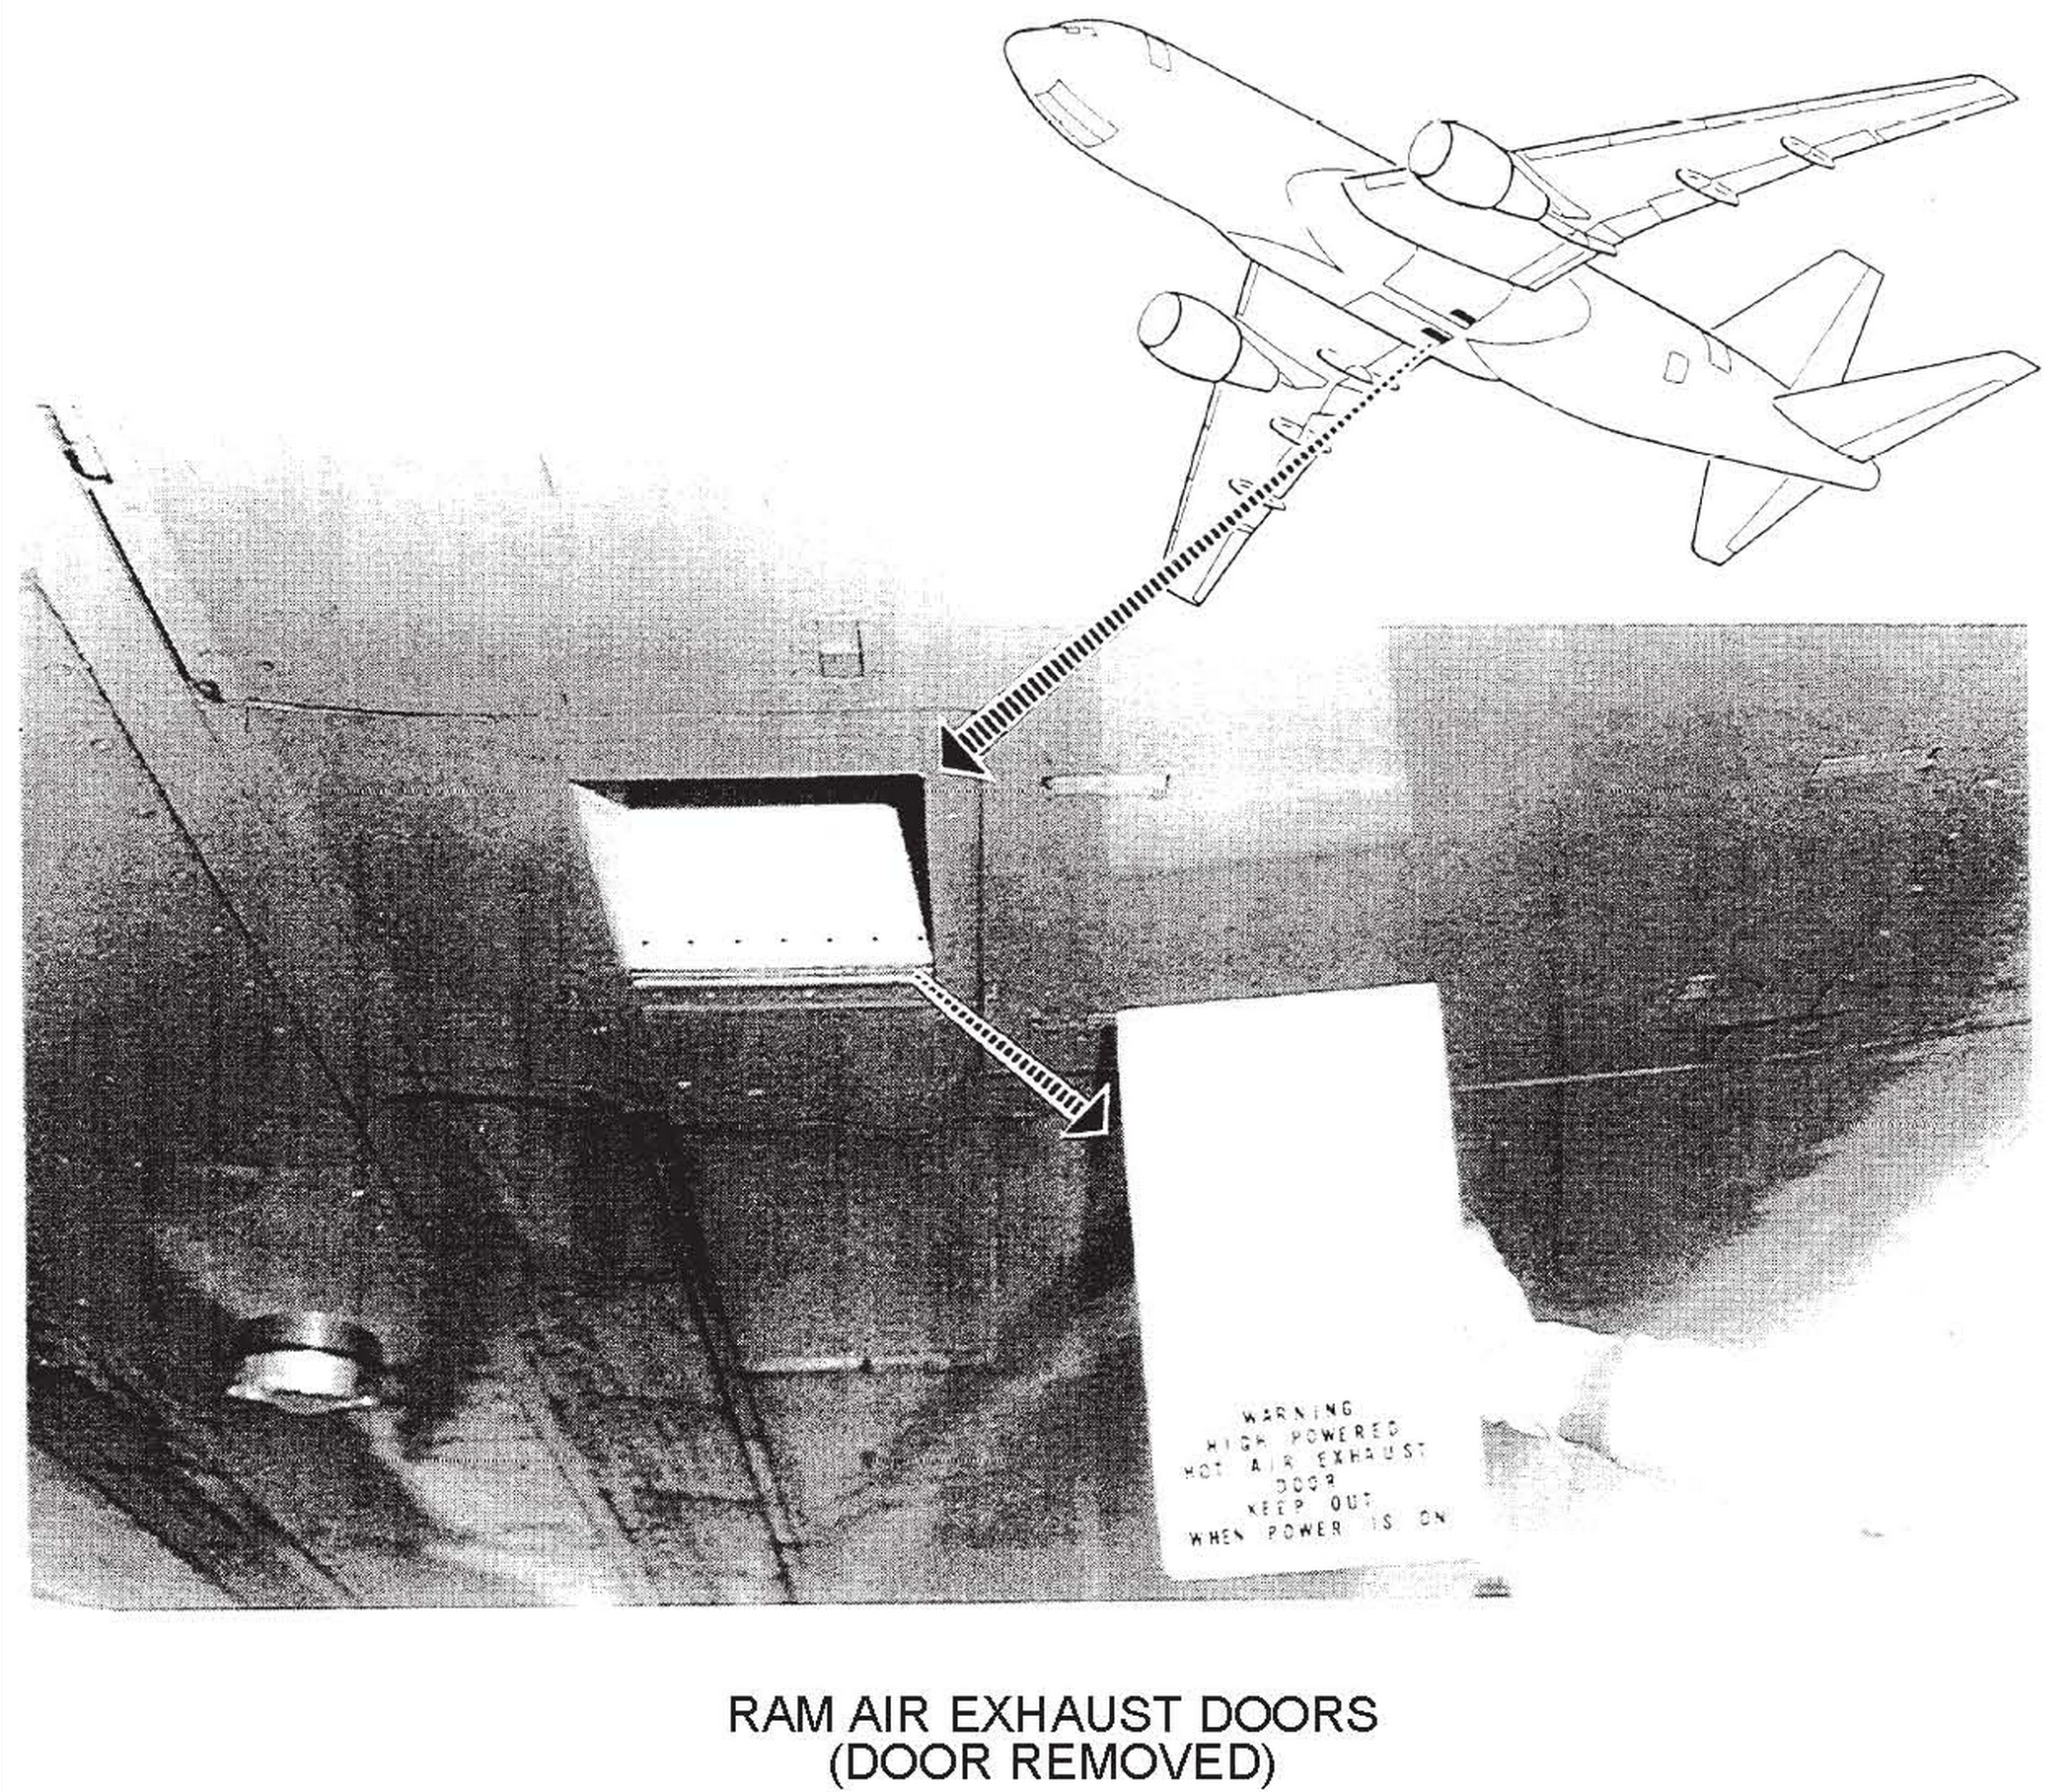 WARNING
HIGH POWERED
HOT AIR EXHAUST
DOOR
KEEP OUT
WHEN POWER IS ON
RAM AIR EXHAUST DOORS
(DOOR REMOVED)